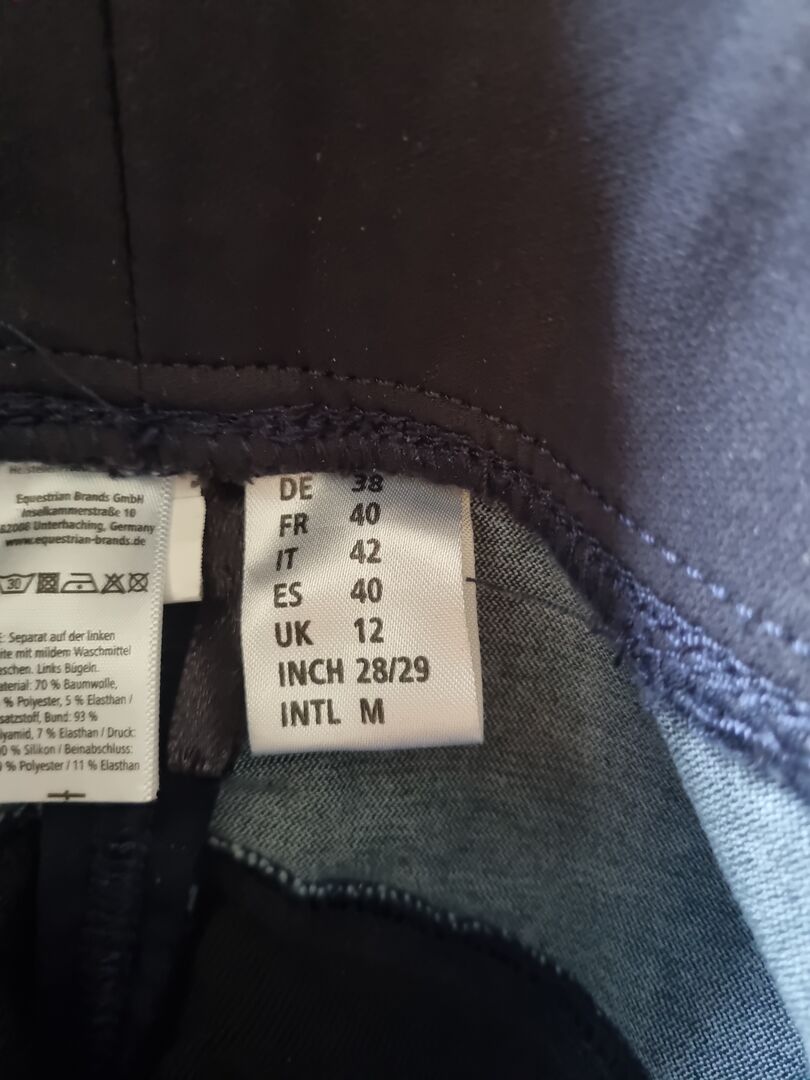 Equestrian Brands GmbH
Inselkammerstraße 10
82008 Unterhaching, Germany
www.equestrian-brands.de
30
E: Separat auf der linken
ite mit mildem Waschmittel
aschen. Links Bügeln.
aterial: 70 % Baumwolle,
% Polyester, 5 % Elasthan /
satzstoff, Bund: 93 %
lyamid, 7 % Elasthan / Druck:
0 % Silikon / Beinabschluss:
% Polyester / 11 % Elasthan
DE 38
FR 40
IT 42
ES 40
UK 12
INCH 28/29
INTL M